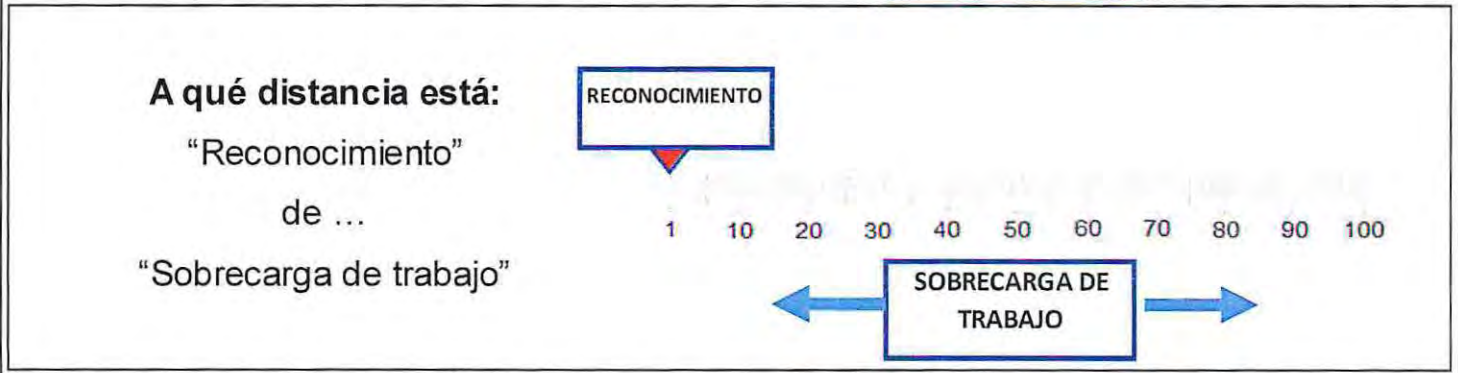 A qué distancia está:
“Reconocimiento”
de ...
“Sobrecarga de trabajo”
RECONOCIMIENTO
1 10 20 30 40 50 60 70 80 90 100
SOBRECARGA DE
TRABAJO